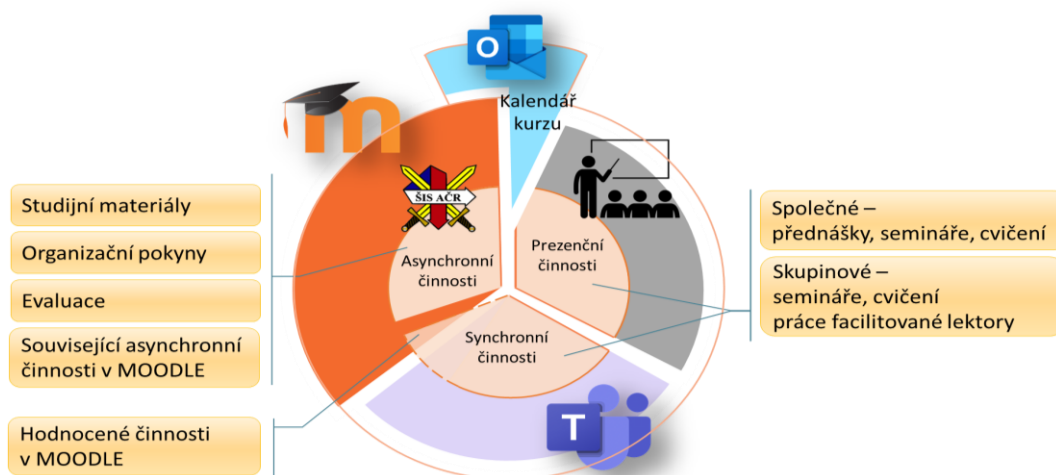 O
Kalendář
kurzu
m
ŠIS AČR
Studijní materiály
Organizační pokyny
Evaluace
Související asynchronní
činnosti v MOODLE
Hodnocené činnosti
v MOODLE
Asynchronní
činnosti
Prezenční
činnosti
Synchronní
činnosti
Společné –
přednášky, semináře, cvičení
Skupinové –
semináře, cvičení
práce facilitované lektory
T